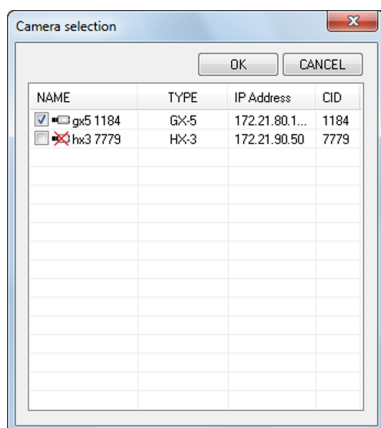 Camera selection
OK CANCEL
NAME TYPE IP Address CID
gx5 1184 GX-5 172.21.80.1... 1184
hx3 7779 HX-3 172.21.90.50 7779